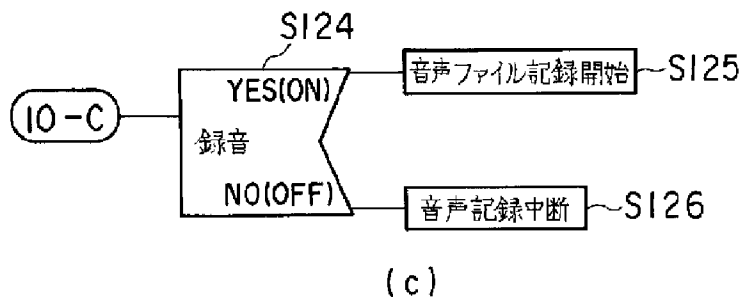 S124
YES(ON)
音声ファイル記録開始
S125
10-C
録音
NO(OFF)
音声記録中断
S126
(c)